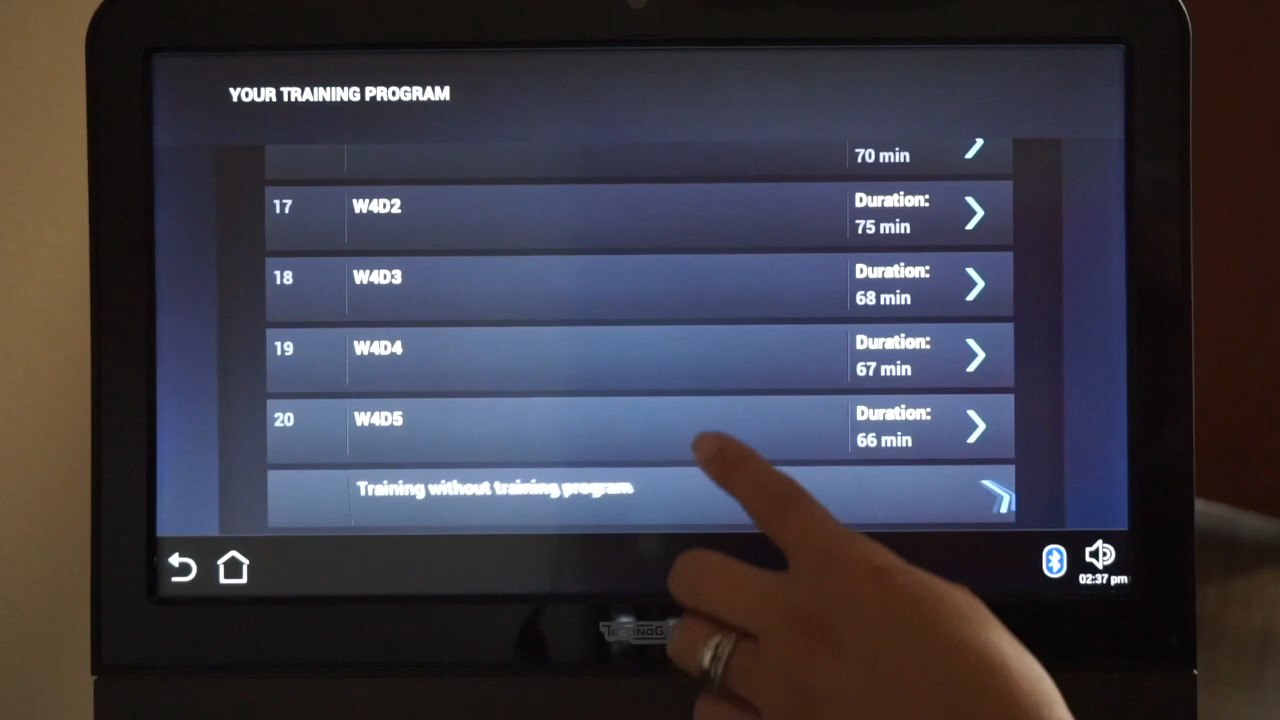 YOUR TRAINING PROGRAM
70 min
17 W4D2 Duration: 75 min
18 W4D3 Duration: 68 min
19 W4D4 Duration: 67 min
20 W4D5 Duration: 66 min
Training without training program
02:37 pm